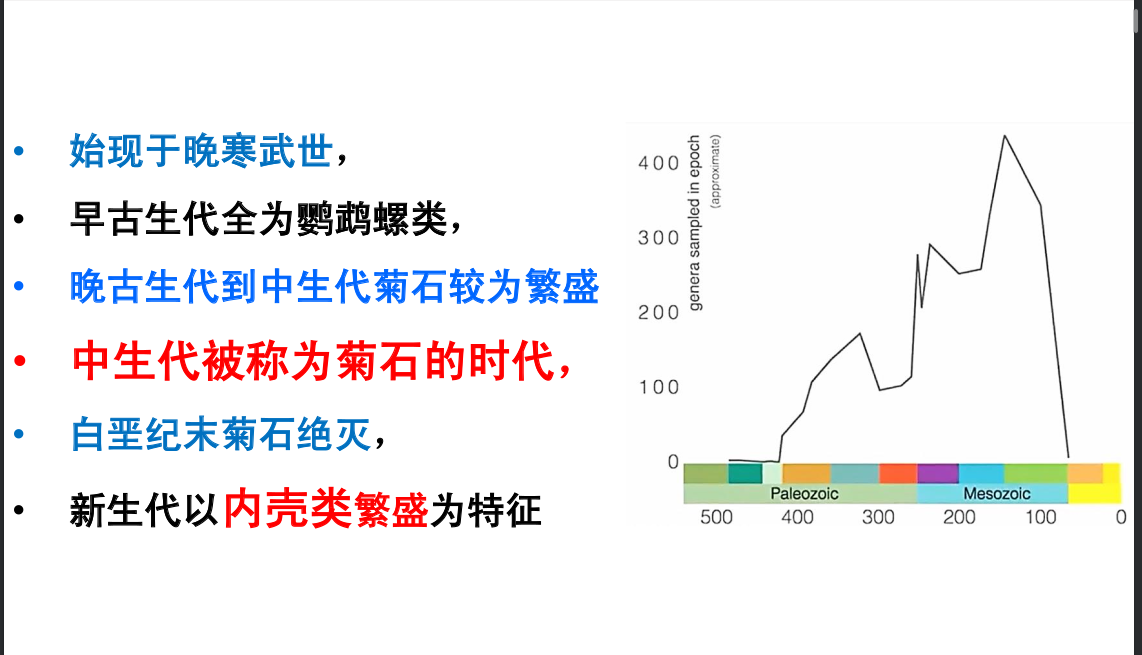 • 始现于晚寒武世，
• 早古生代全为鹦鹉螺类，
• 晚古生代到中生代菊石较为繁盛
• 中生代被称为菊石的时代，
• 白垩纪末菊石绝灭，
• 新生代以内壳类繁盛为特征
genera sampled in epoch
(approximate)
400
300
200
100
0
Paleozoic Mesozoic
500 400 300 200 100 0